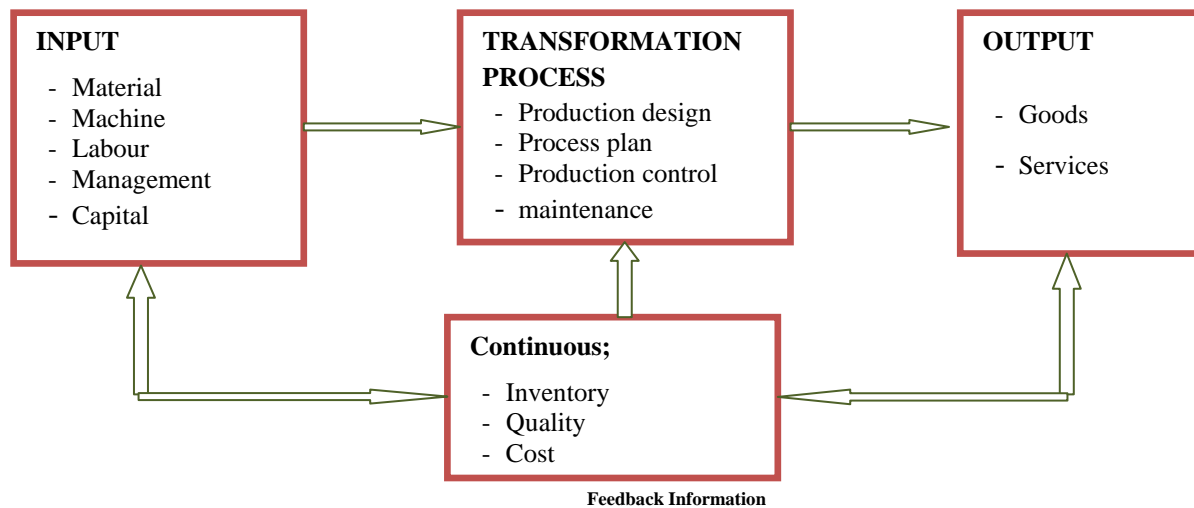 INPUT
- Material
- Machine
- Labour
- Management
- Capital
TRANSFORMATION
PROCESS
- Production design
- Process plan
- Production control
- maintenance
OUTPUT
- Goods
- Services
Continuous;
- Inventory
- Quality
- Cost
Feedback Information